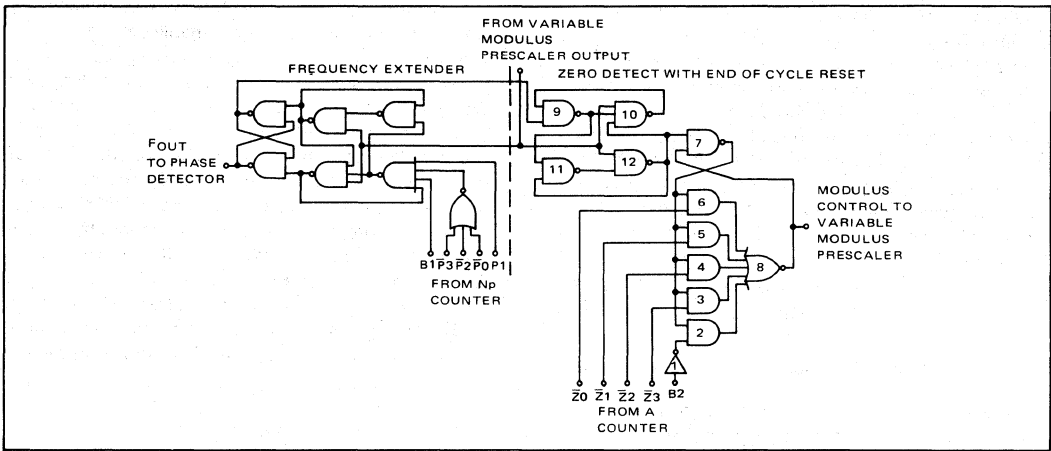 FROM VARIABLE
MODULUS
PRESCALER OUTPUT
FREQUENCY EXTENDER
ZERO DETECT WITH END OF CYCLE RESET
9
10
7
11
12
FOUT
TO PHASE
DETECTOR
6
5
4
8
3
2
1
MODULUS
CONTROL TO
VARIABLE
MODULUS
PRESCALER
B1 P̅3 P̅2 P̅0 P1
FROM Np
COUNTER
Z̅0 Z̅1 Z̅2 Z̅3 B2
FROM A
COUNTER